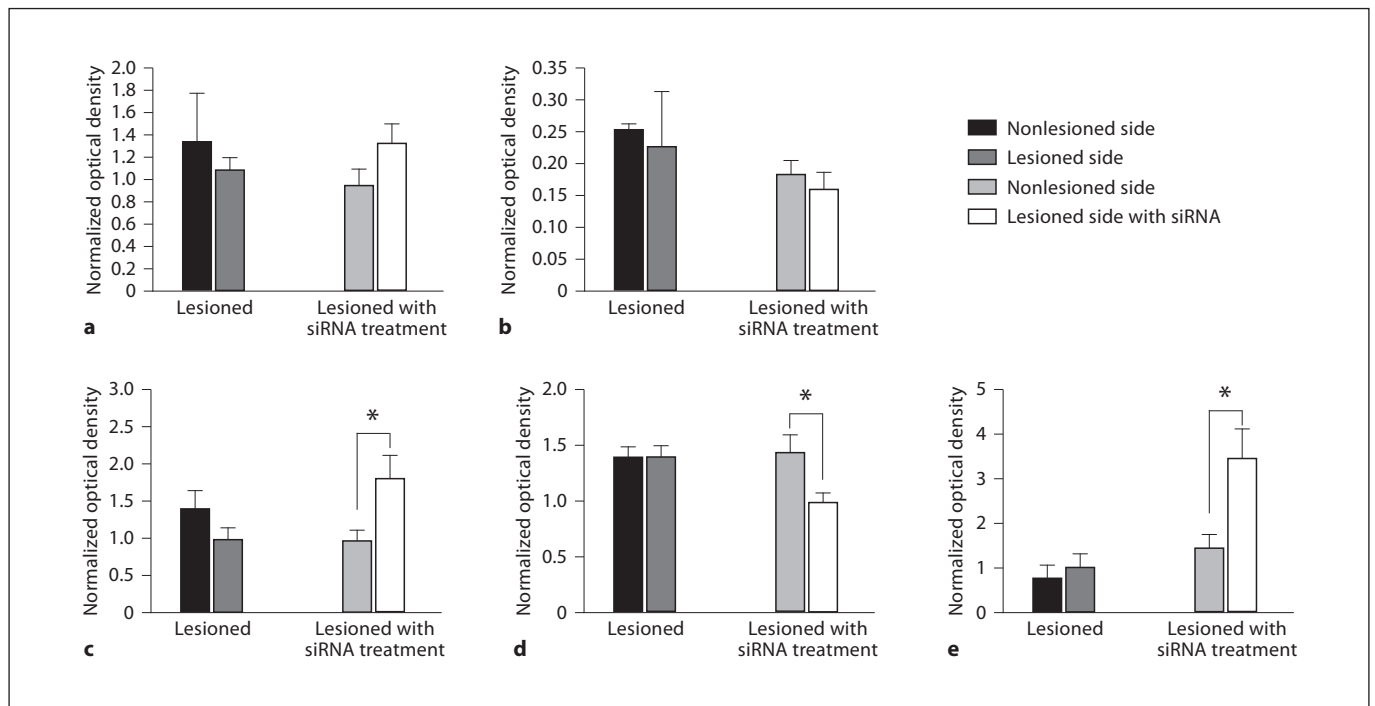 Normalized optical density
2.0
1.8
1.6
1.4
1.2
1.0
0.8
0.6
0.4
0.2
0
Lesioned
Lesioned with
siRNA treatment
a
Normalized optical density
0.35
0.30
0.25
0.20
0.15
0.10
0.05
0
Lesioned
Lesioned with
siRNA treatment
b
Nonlesioned side
Lesioned side
Nonlesioned side
Lesioned side with siRNA
Normalized optical density
3.0
2.5
2.0
1.5
1.0
0.5
0
*
Lesioned
Lesioned with
siRNA treatment
c
Normalized optical density
2.0
1.5
1.0
0.5
0
*
Lesioned
Lesioned with
siRNA treatment
d
Normalized optical density
5
4
3
2
1
0
*
Lesioned
Lesioned with
siRNA treatment
e